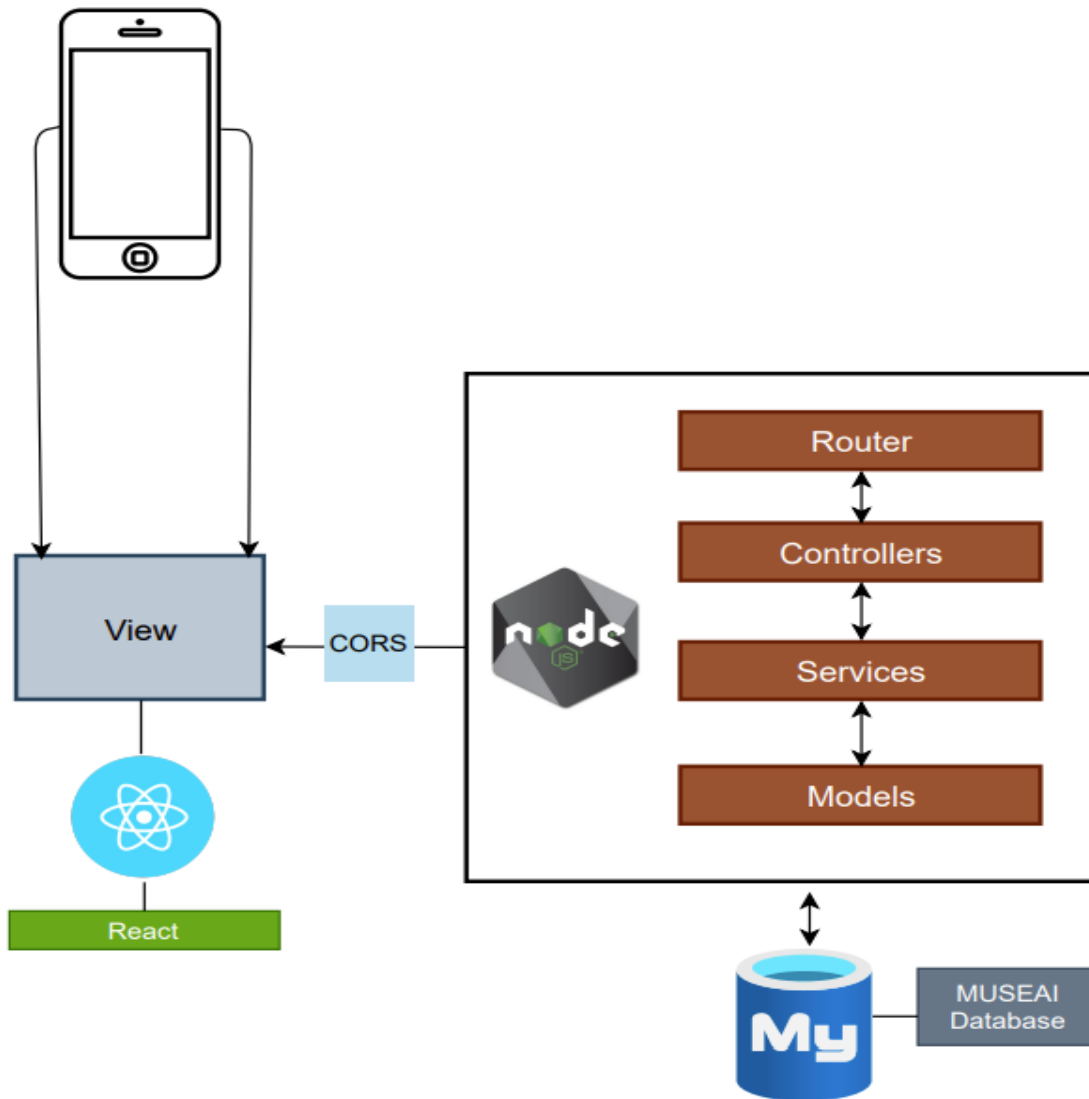 Router
Controllers
View
CORS
node
JS
Services
Models
React
My
MUSEAI
Database